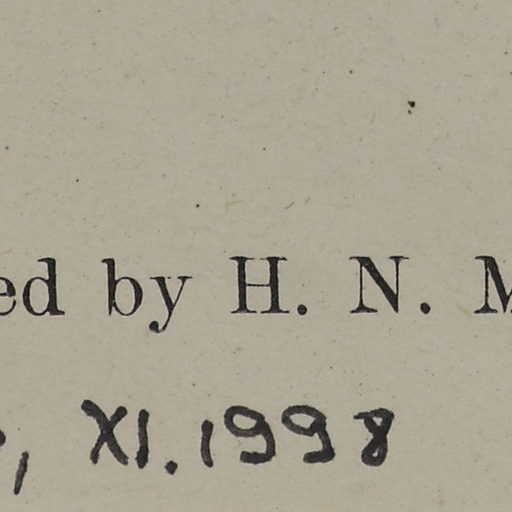 ed by H. N. M
, XI. 1998